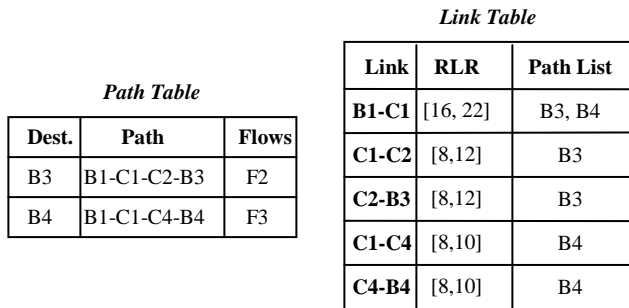 Path Table
Dest. Path Flows
B3 B1-C1-C2-B3 F2
B4 B1-C1-C4-B4 F3
Link Table
Link RLR Path List
B1-C1 [16, 22] B3, B4
C1-C2 [8,12] B3
C2-B3 [8,12] B3
C1-C4 [8,10] B4
C4-B4 [8,10] B4